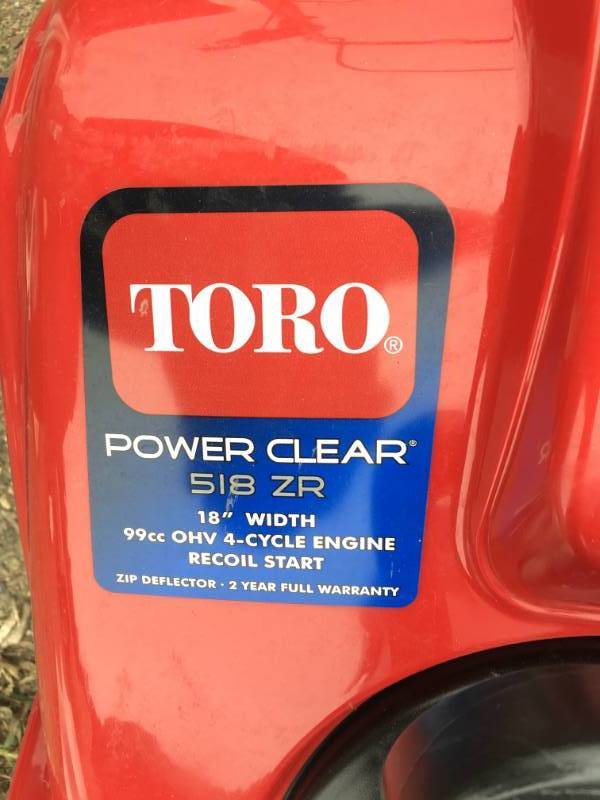 TORO®
POWER CLEAR®
518 ZR
18" WIDTH
99cc OHV 4-CYCLE ENGINE
RECOIL START
ZIP DEFLECTOR · 2 YEAR FULL WARRANTY